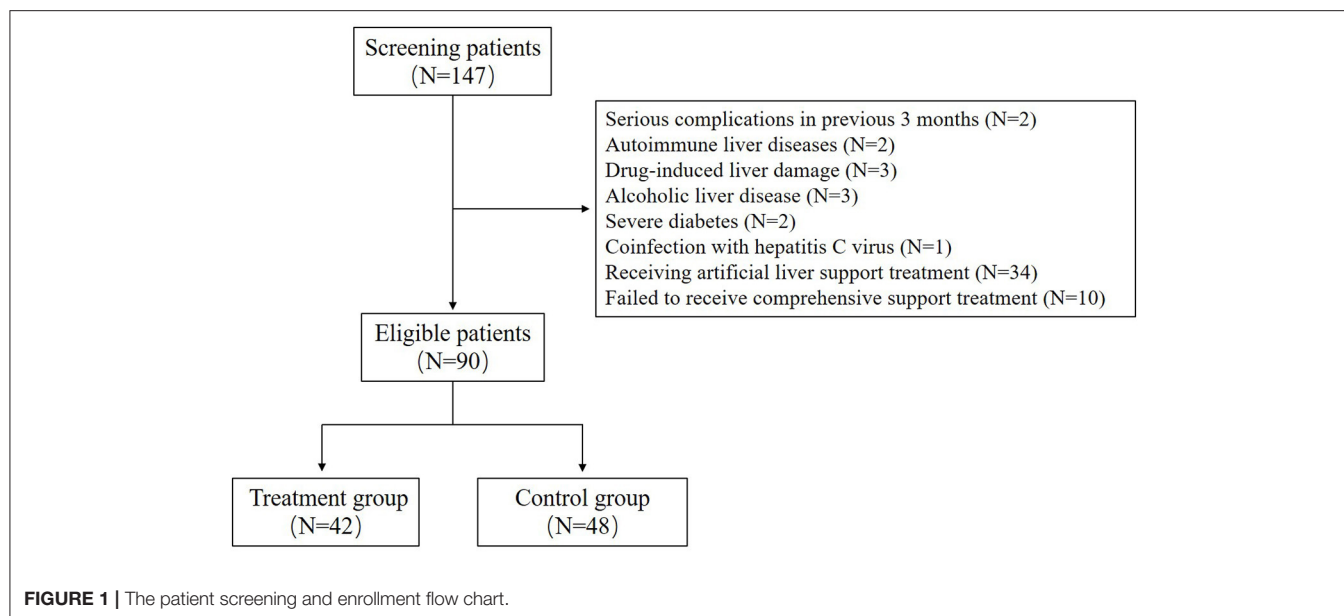 Screening patients
(N=147)
Serious complications in previous 3 months (N=2)
Autoimmune liver diseases (N=2)
Drug-induced liver damage (N=3)
Alcoholic liver disease (N=3)
Severe diabetes (N=2)
Coinfection with hepatitis C virus (N=1)
Receiving artificial liver support treatment (N=34)
Failed to receive comprehensive support treatment (N=10)
Eligible patients
(N=90)
Treatment group
(N=42)
Control group
(N=48)
FIGURE 1 | The patient screening and enrollment flow chart.